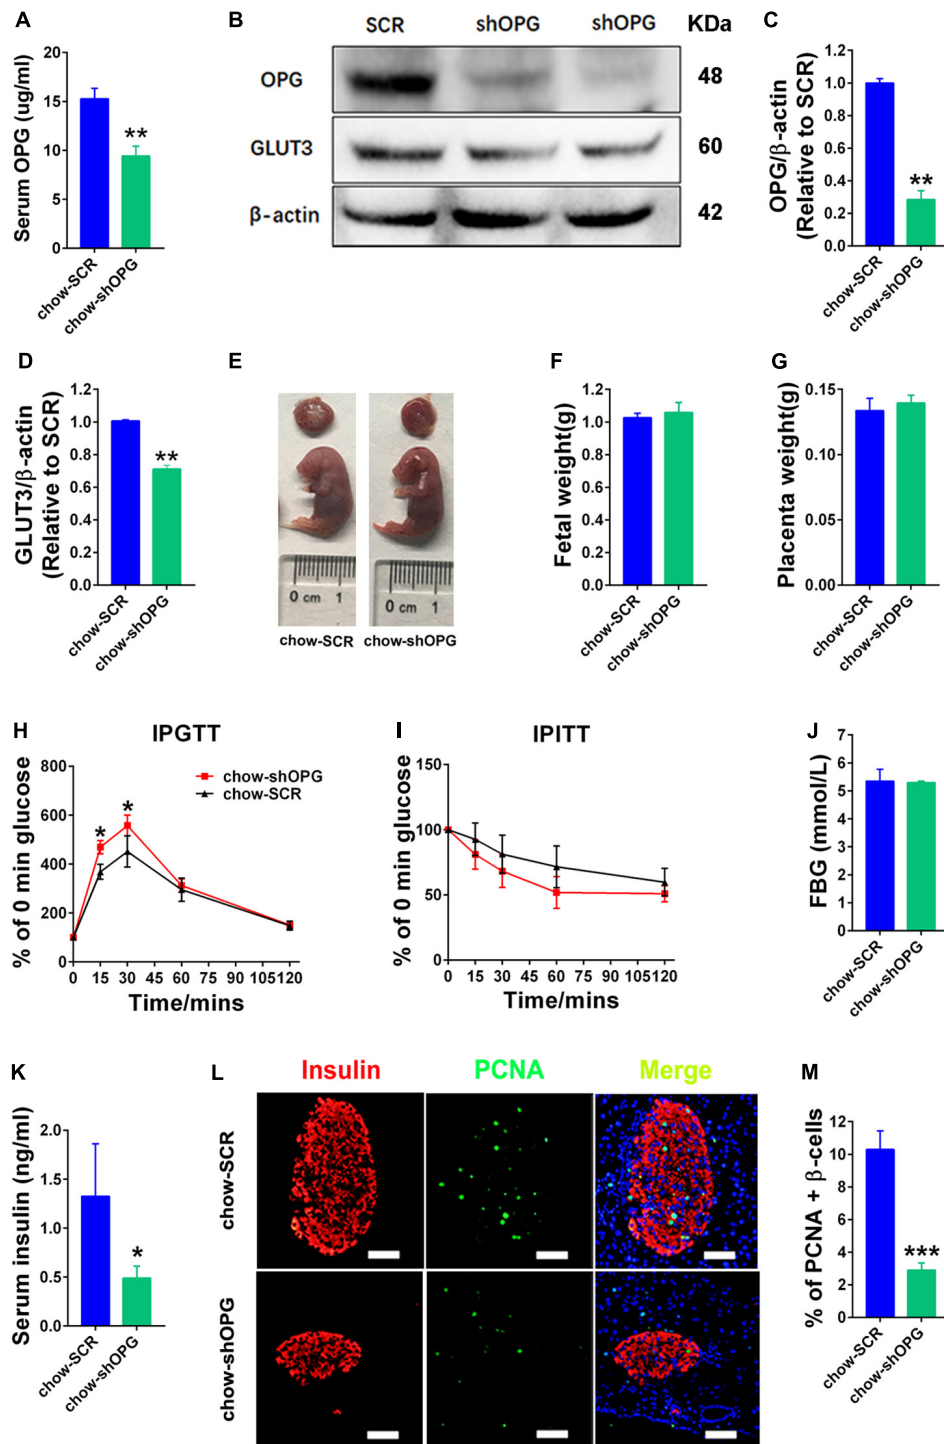 A
B
C
SCR shOPG shOPG KDa
OPG 48
GLUT3 60
β-actin 42
Serum OPG (ug/ml)
20
15
10
5
0
**
chow-SCR
chow-shOPG
OPG/β-actin
(Relative to SCR)
1.2
1.0
0.8
0.6
0.4
0.2
0.0
**
chow-SCR
chow-shOPG
D
E
F
G
GLUT3/β-actin
(Relative to SCR)
1.2
1.0
0.8
0.6
0.4
0.2
0.0
**
chow-SCR
chow-shOPG
0 cm 1
0 cm 1
chow-SCR chow-shOPG
Fetal weight(g)
1.2
1.0
0.8
0.6
0.4
0.2
0.0
chow-SCR
chow-shOPG
Placenta weight(g)
0.15
0.10
0.05
0.00
chow-SCR
chow-shOPG
H
I
J
IPGTT
% of 0 min glucose
800
600
400
200
0
chow-shOPG
chow-SCR
* *
0 15 30 45 60 75 90 105 120
Time/mins
IPITT
% of 0 min glucose
150
100
50
0
0 15 30 45 60 75 90 105 120
Time/mins
FBG (mmol/L)
7
6
5
4
3
2
1
0
chow-SCR
chow-shOPG
K
L
M
Serum insulin (ng/ml)
2.0
1.5
1.0
0.5
0.0
*
chow-SCR
chow-shOPG
Insulin PCNA Merge
chow-SCR
chow-shOPG
% of PCNA + β-cells
12
10
8
6
4
2
0
***
chow-SCR
chow-shOPG